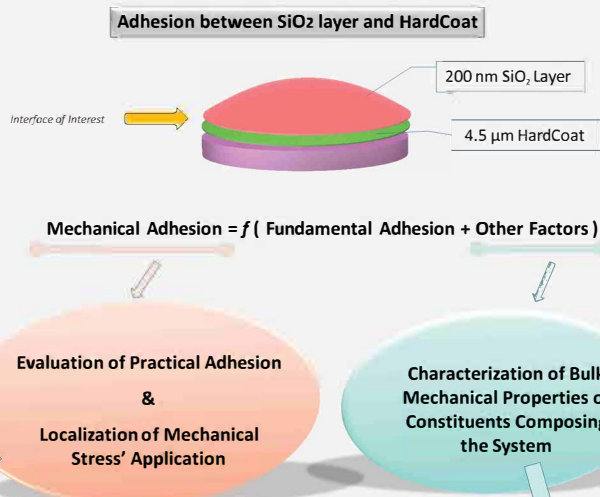 Adhesion between SiO2 layer and HardCoat
200 nm SiO₂ Layer
Interface of Interest
4.5 µm HardCoat
Mechanical Adhesion = f ( Fundamental Adhesion + Other Factors )
Evaluation of Practical Adhesion
&
Localization of Mechanical
Stress’ Application
Characterization of Bulk
Mechanical Properties
Constituents Composing
the System